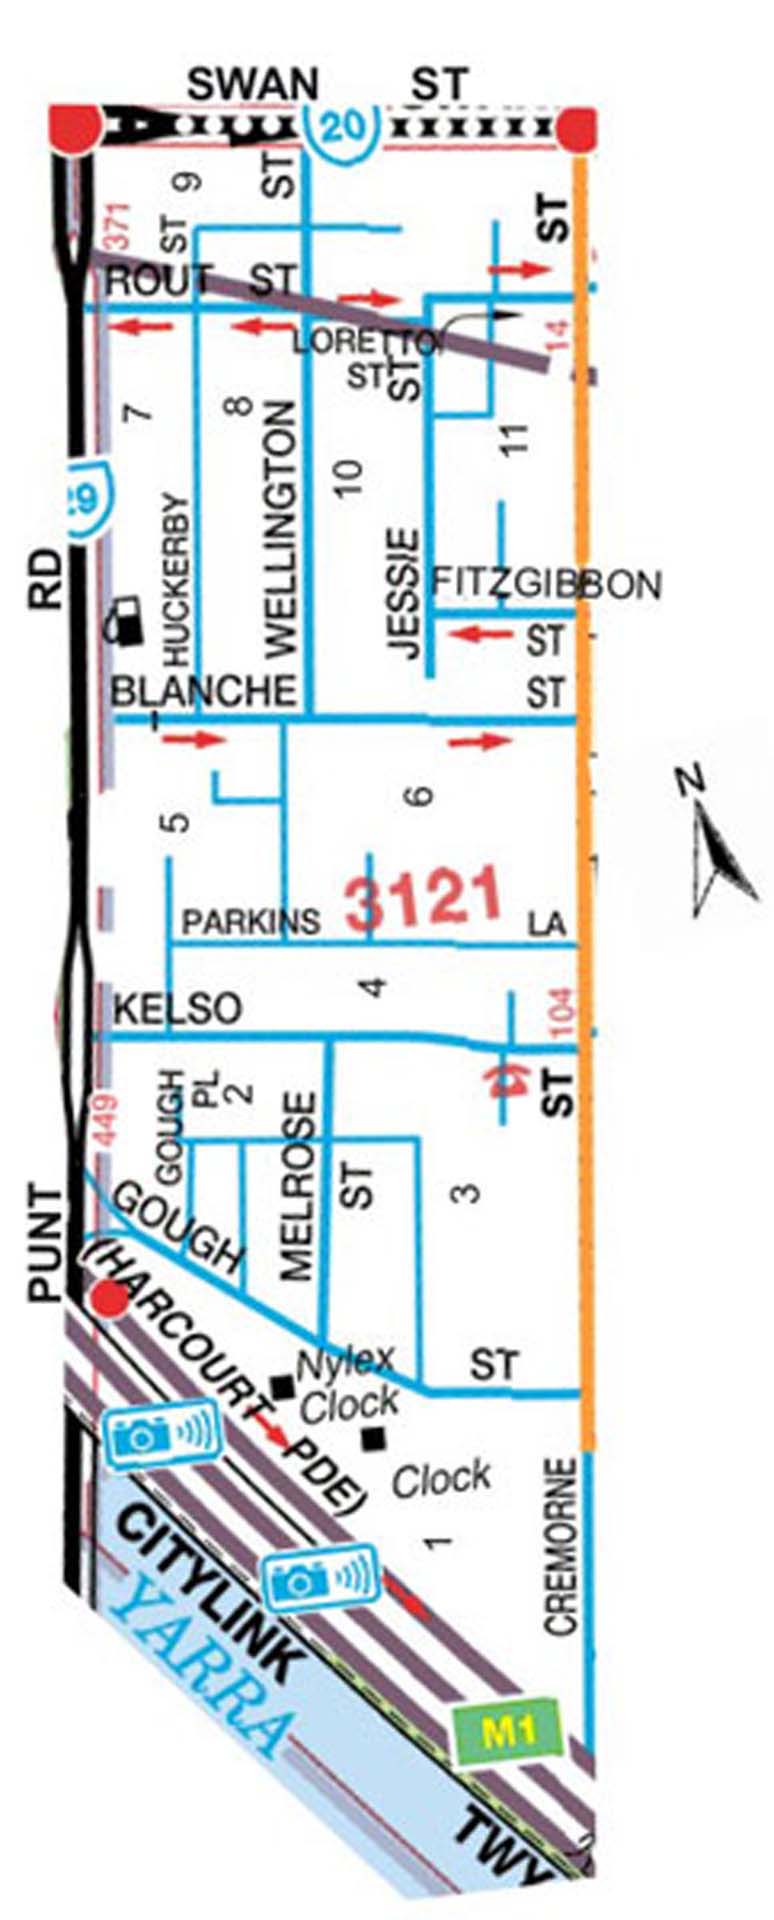 SWAN ST
20
9
ST
371
ST
ST
ROUT ST
LORETTO
ST
ST
14
7
8
10
11
HUCKERBY
WELLINGTON
JESSIE
FITZGIBBON
ST
RD
BLANCHE ST
5
6
N
3121
PARKINS LA
4
KELSO
104
ST
GOUGH
PL
2
449
MELROSE
ST
3
PUNT
GOUGH
(HARCOURT PDE)
Nylex
Clock
ST
Clock
1
CREMORNE
CITYLINK
YARRA
M1
TWY